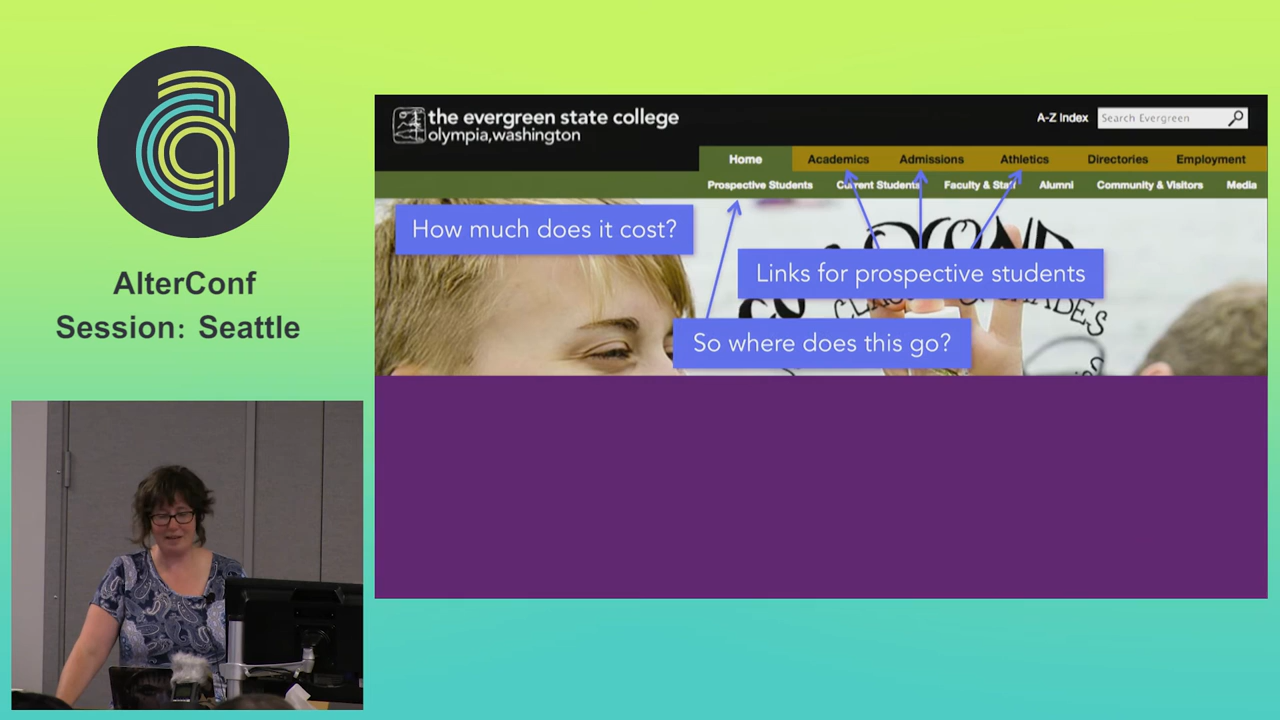 AlterConf
Session: Seattle
the evergreen state college
olympia,washington
A-Z Index
Search Evergreen
Home
Academics
Admissions
Athletics
Directories
Employment
Prospective Students
Current Students
Faculty & Staff
Alumni
Community & Visitors
Media
How much does it cost?
Links for prospective students
So where does this go?